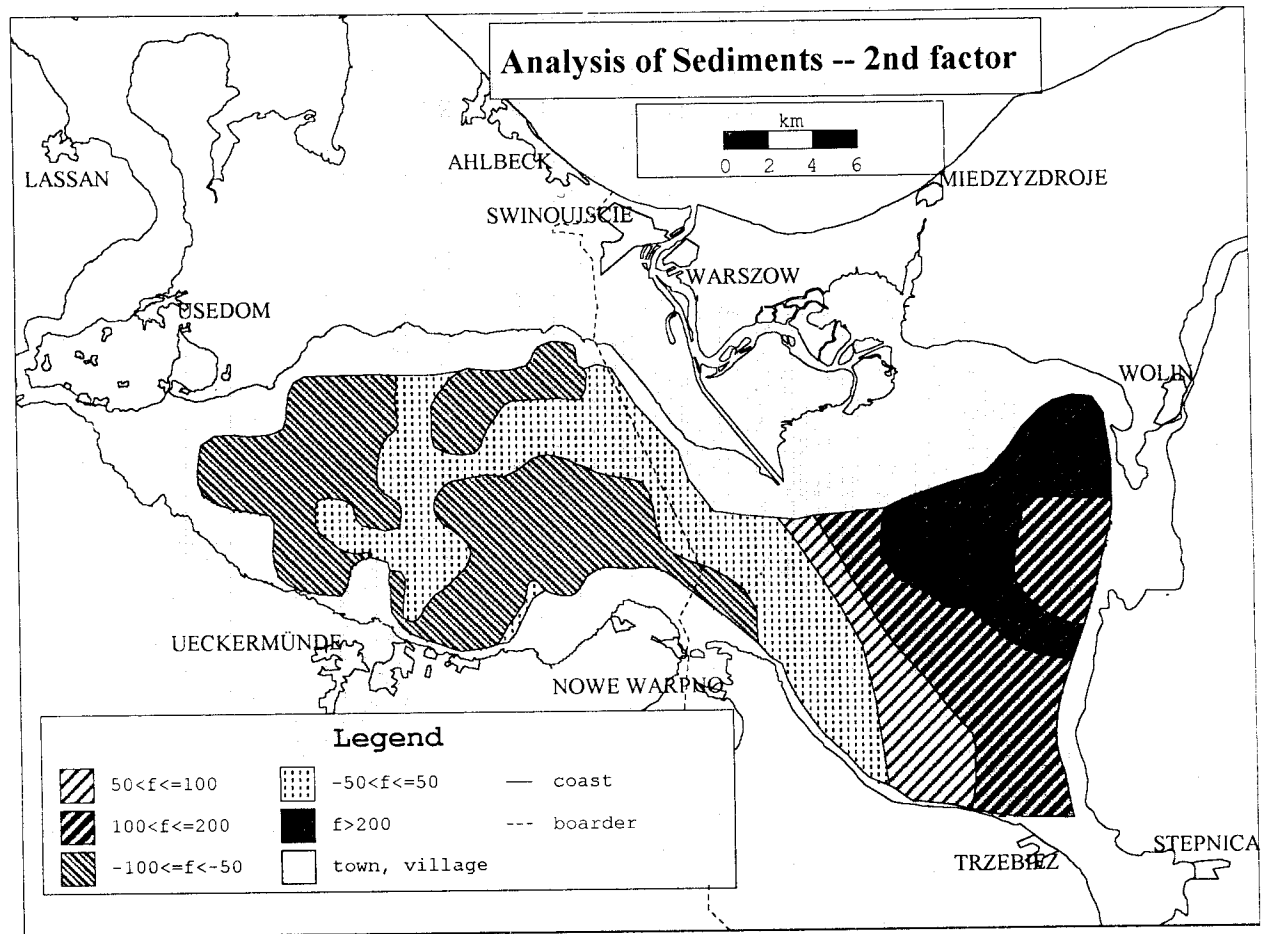 Analysis of Sediments -- 2nd factor
km
0 2 4 6
LASSAN
AHLBECK
MIEDZYZDROJE
SWINOUJSCIE
WARSZOW
USEDOM
WOLIN
UECKERMÜNDE
NOWE WARPNO
TRZEBIEZ
STEPNICA
Legend
50<f<=100
100<f<=200
-100<=f<-50
-50<f<=50
f>200
town, village
coast
boarder